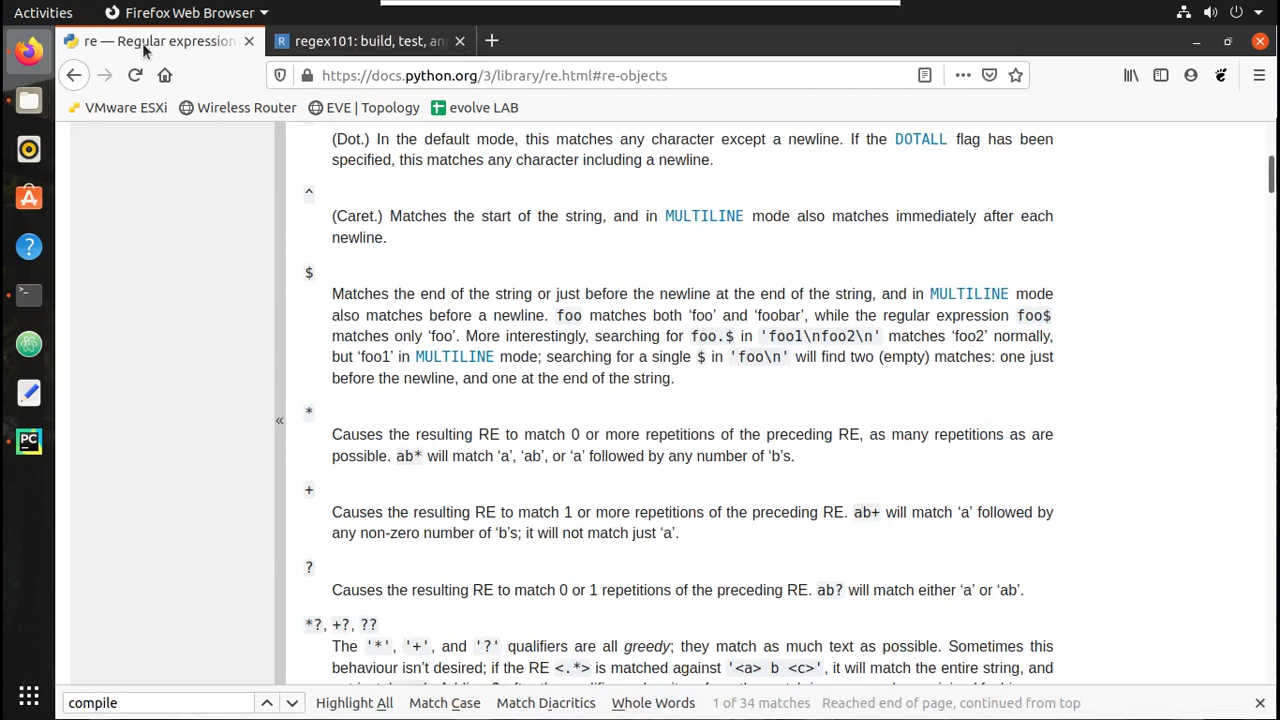 Activities
Firefox Web Browser
re — Regular expression
regex101: build, test, an
https://docs.python.org/3/library/re.html#re-objects
VMware ESXi
Wireless Router
EVE | Topology
evolve LAB
(Dot.) In the default mode, this matches any character except a newline. If the DOTALL flag has been
specified, this matches any character including a newline.
^
(Caret.) Matches the start of the string, and in MULTILINE mode also matches immediately after each
newline.
$
Matches the end of the string or just before the newline at the end of the string, and in MULTILINE mode
also matches before a newline. foo matches both ‘foo’ and ‘foobar’, while the regular expression foo$
matches only ‘foo’. More interestingly, searching for foo.$ in 'foo1\nfoo2\n' matches ‘foo2’ normally,
but ‘foo1’ in MULTILINE mode; searching for a single $ in 'foo\n' will find two (empty) matches: one just
before the newline, and one at the end of the string.
«
*
Causes the resulting RE to match 0 or more repetitions of the preceding RE, as many repetitions as are
possible. ab* will match ‘a’, ‘ab’, or ‘a’ followed by any number of ‘b’s.
+
Causes the resulting RE to match 1 or more repetitions of the preceding RE. ab+ will match ‘a’ followed by
any non-zero number of ‘b’s; it will not match just ‘a’.
?
Causes the resulting RE to match 0 or 1 repetitions of the preceding RE. ab? will match either ‘a’ or ‘ab’.
*?, +?, ??
The '*', '+', and '?' qualifiers are all greedy; they match as much text as possible. Sometimes this
behaviour isn’t desired; if the RE <.*> is matched against '<a> b <c>', it will match the entire string, and
compile
Highlight All
Match Case
Match Diacritics
Whole Words
1 of 34 matches
Reached end of page, continued from top
PC